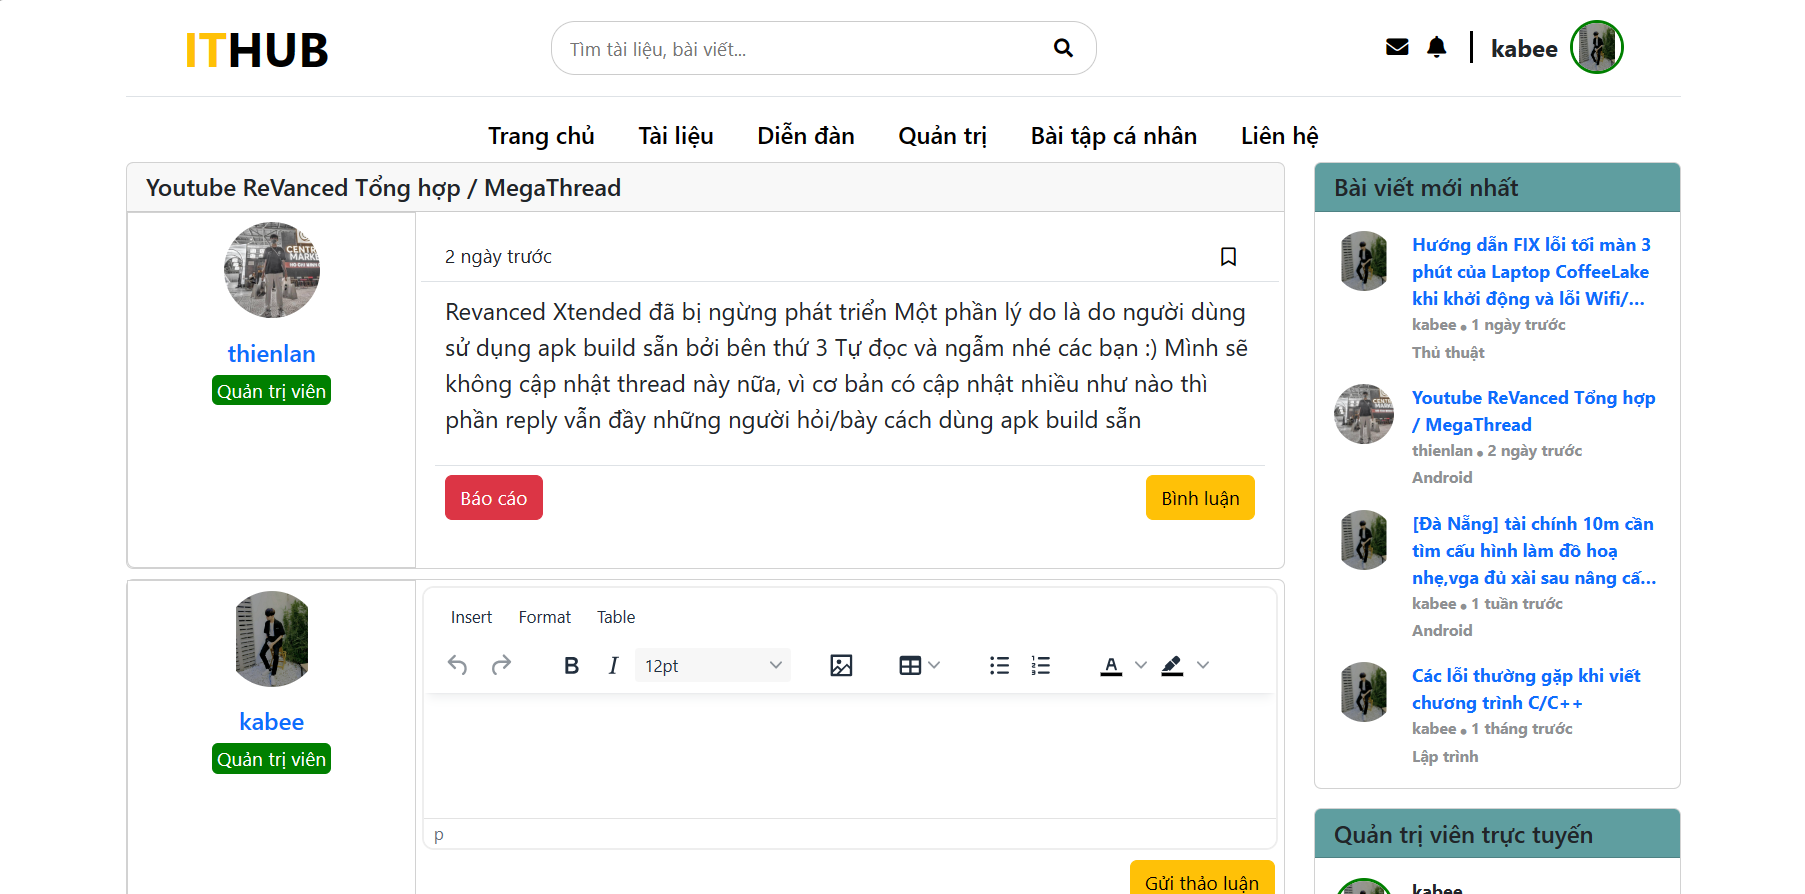 ITHUB
Tìm tài liệu, bài viết...
kabee
Trang chủ Tài liệu Diễn đàn Quản trị Bài tập cá nhân Liên hệ
Youtube ReVanced Tổng hợp / MegaThread
thienlan
Quản trị viên
2 ngày trước
Revanced Xtended đã bị ngừng phát triển Một phần lý do là do người dùng
sử dụng apk build sẵn bởi bên thứ 3 Tự đọc và ngẫm nhé các bạn :) Mình sẽ
không cập nhật thread này nữa, vì cơ bản có cập nhật nhiều như nào thì
phần reply vẫn đầy những người hỏi/bày cách dùng apk build sẵn
Báo cáo Bình luận
kabee
Quản trị viên
Insert Format Table
12pt
p
Gửi thảo luận
Bài viết mới nhất
Hướng dẫn FIX lỗi tối màn 3
phút của Laptop CoffeeLake
khi khởi động và lỗi Wifi/...
kabee • 1 ngày trước
Thủ thuật
Youtube ReVanced Tổng hợp
/ MegaThread
thienlan • 2 ngày trước
Android
[Đà Nẵng] tài chính 10m cần
tìm cấu hình làm đồ hoạ
nhẹ,vga đủ xài sau nâng cấ...
kabee • 1 tuần trước
Android
Các lỗi thường gặp khi viết
chương trình C/C++
kabee • 1 tháng trước
Lập trình
Quản trị viên trực tuyến
kabee